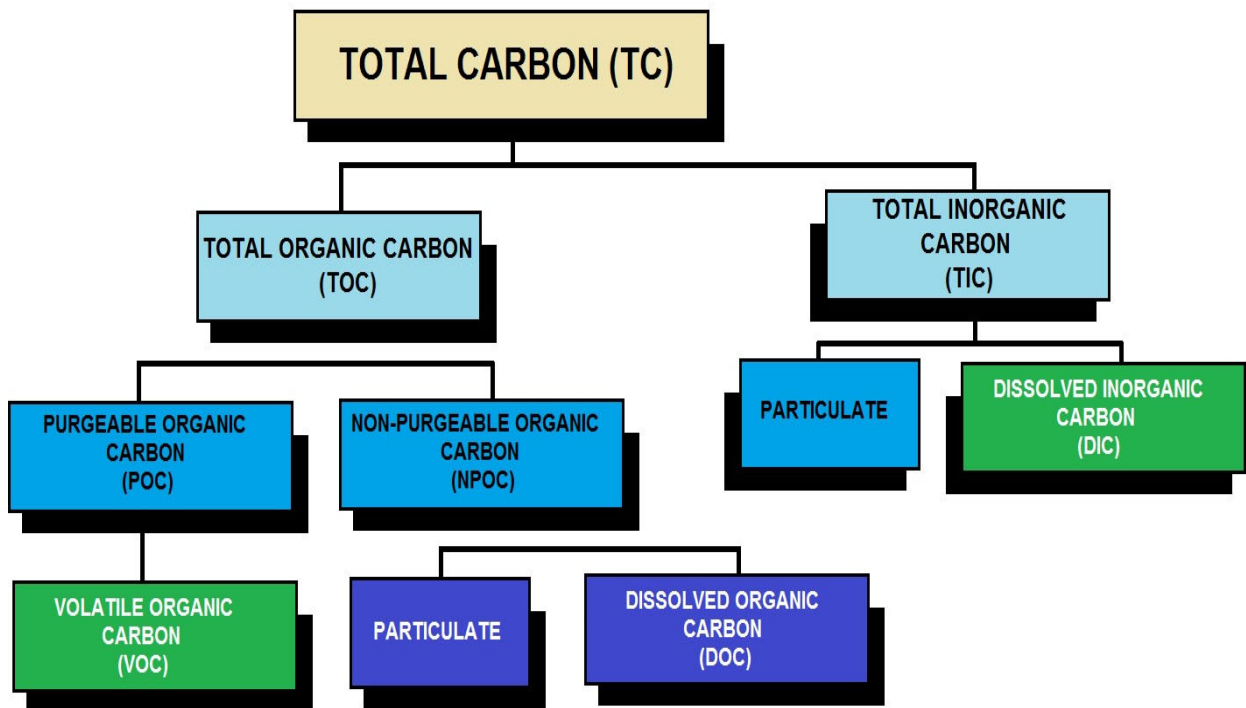 TOTAL CARBON (TC)
TOTAL ORGANIC CARBON
(TOC)
TOTAL INORGANIC
CARBON
(TIC)
PURGEABLE ORGANIC
CARBON
(POC)
NON-PURGEABLE ORGANIC
CARBON
(NPOC)
PARTICULATE
DISSOLVED INORGANIC
CARBON
(DIC)
VOLATILE ORGANIC
CARBON
(VOC)
PARTICULATE
DISSOLVED ORGANIC
CARBON
(DOC)